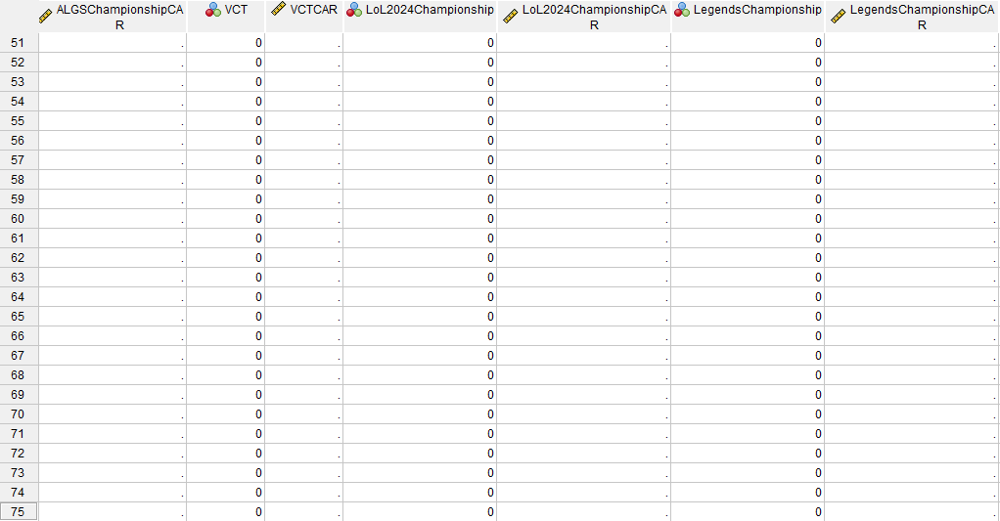 ALGSChampionshipCA
R VCT VCTCAR LoL2024Championship LoL2024ChampionshipCA
R LegendsChampionship LegendsChampionshipCA
R
51 . 0 . 0 . 0 .
52 . 0 . 0 . 0 .
53 . 0 . 0 . 0 .
54 . 0 . 0 . 0 .
55 . 0 . 0 . 0 .
56 . 0 . 0 . 0 .
57 . 0 . 0 . 0 .
58 . 0 . 0 . 0 .
59 . 0 . 0 . 0 .
60 . 0 . 0 . 0 .
61 . 0 . 0 . 0 .
62 . 0 . 0 . 0 .
63 . 0 . 0 . 0 .
64 . 0 . 0 . 0 .
65 . 0 . 0 . 0 .
66 . 0 . 0 . 0 .
67 . 0 . 0 . 0 .
68 . 0 . 0 . 0 .
69 . 0 . 0 . 0 .
70 . 0 . 0 . 0 .
71 . 0 . 0 . 0 .
72 . 0 . 0 . 0 .
73 . 0 . 0 . 0 .
74 . 0 . 0 . 0 .
75 . 0 . 0 . 0 .